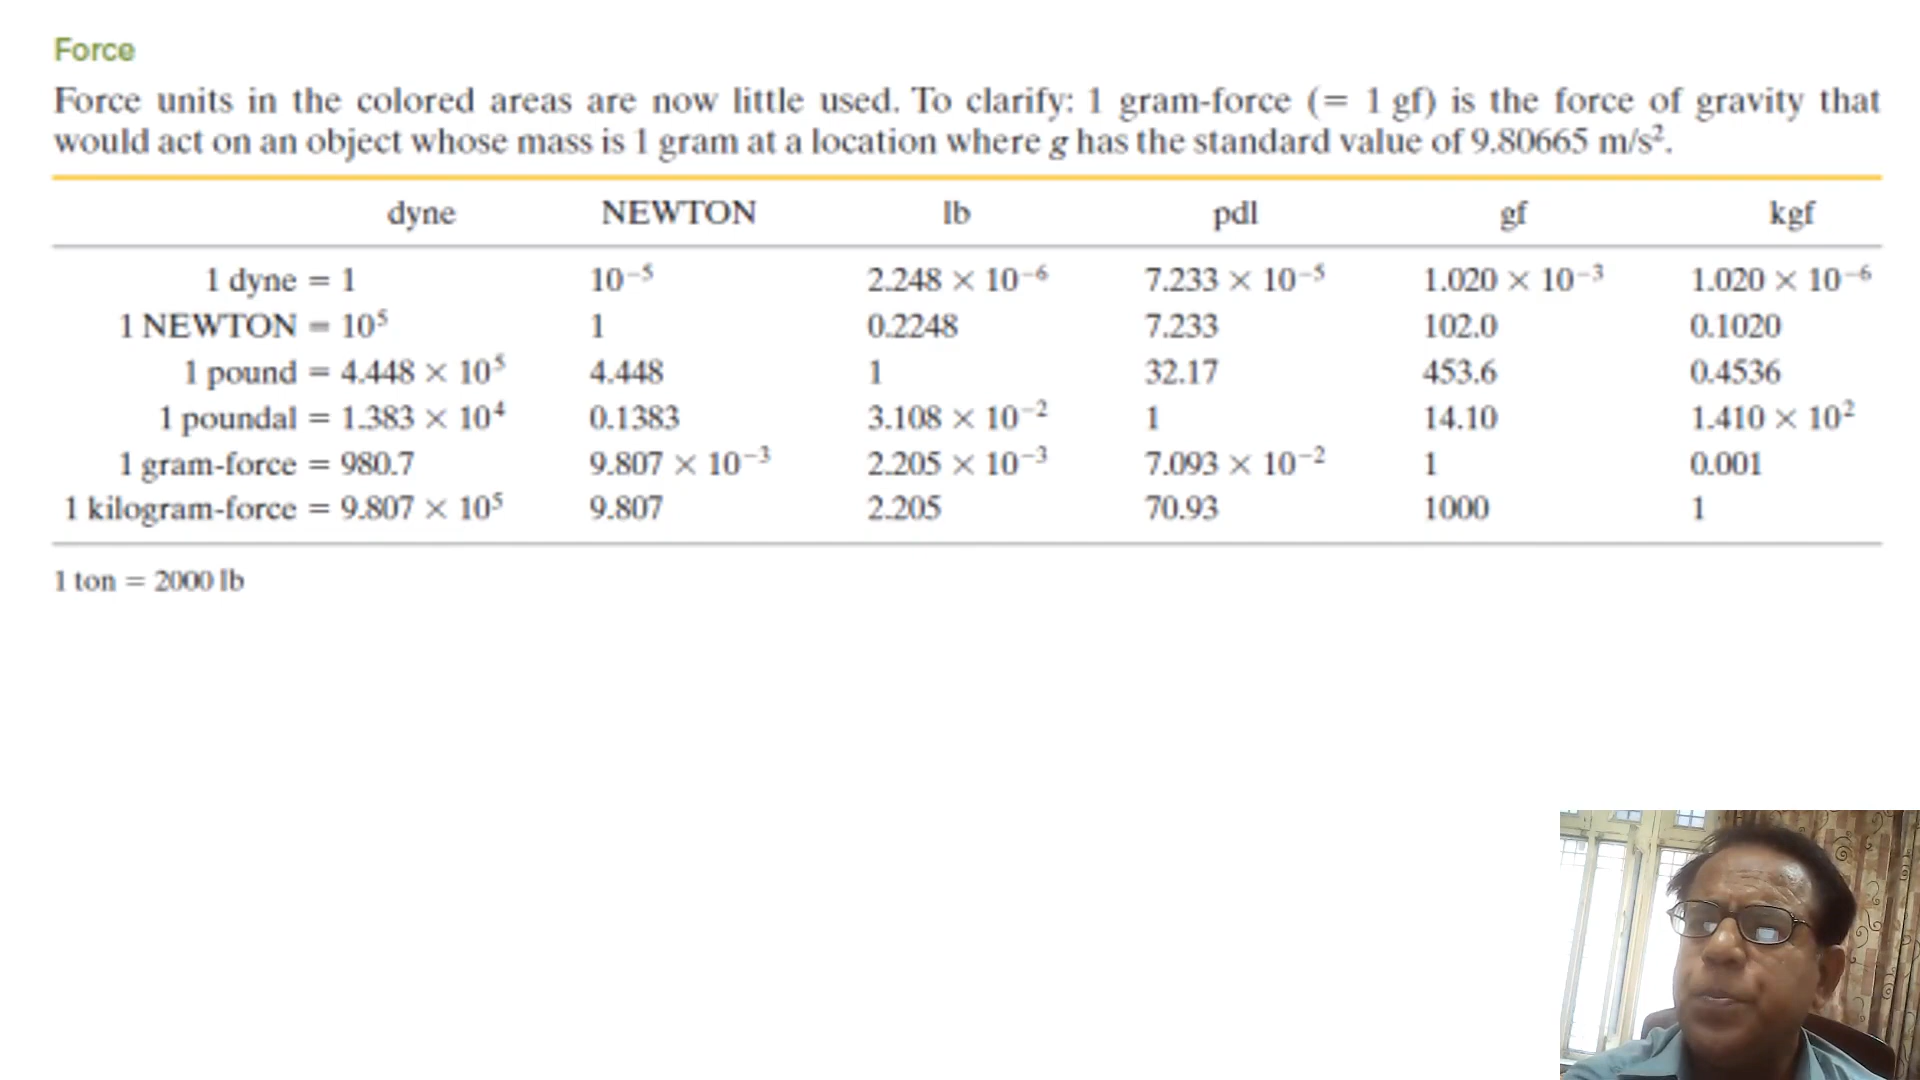 Force
Force units in the colored areas are now little used. To clarify: 1 gram-force (= 1 gf) is the force of gravity that
would act on an object whose mass is 1 gram at a location where g has the standard value of 9.80665 m/s².
dyne NEWTON lb pdl gf kgf
1 dyne = 1 10⁻⁵ 2.248 × 10⁻⁶ 7.233 × 10⁻⁵ 1.020 × 10⁻³ 1.020 × 10⁻⁶
1 NEWTON = 10⁵ 1 0.2248 7.233 102.0 0.1020
1 pound = 4.448 × 10⁵ 4.448 1 32.17 453.6 0.4536
1 poundal = 1.383 × 10⁴ 0.1383 3.108 × 10⁻² 1 14.10 1.410 × 10²
1 gram-force = 980.7 9.807 × 10⁻³ 2.205 × 10⁻³ 7.093 × 10⁻² 1 0.001
1 kilogram-force = 9.807 × 10⁵ 9.807 2.205 70.93 1000 1
1 ton = 2000 lb